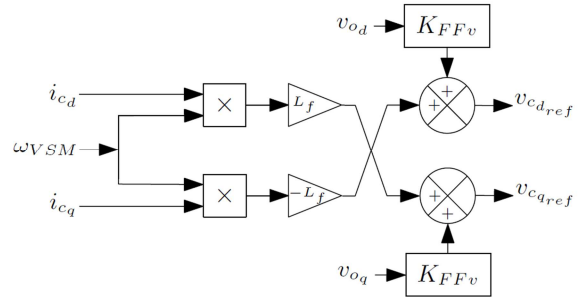 v_{o_d}
K_{FFv}
i_{c_d}
×
L_f
+
+
v_{c_{d_{ref}}}
ω_{VSM}
i_{c_q}
×
-L_f
+
+
v_{c_{q_{ref}}}
v_{o_q}
K_{FFv}